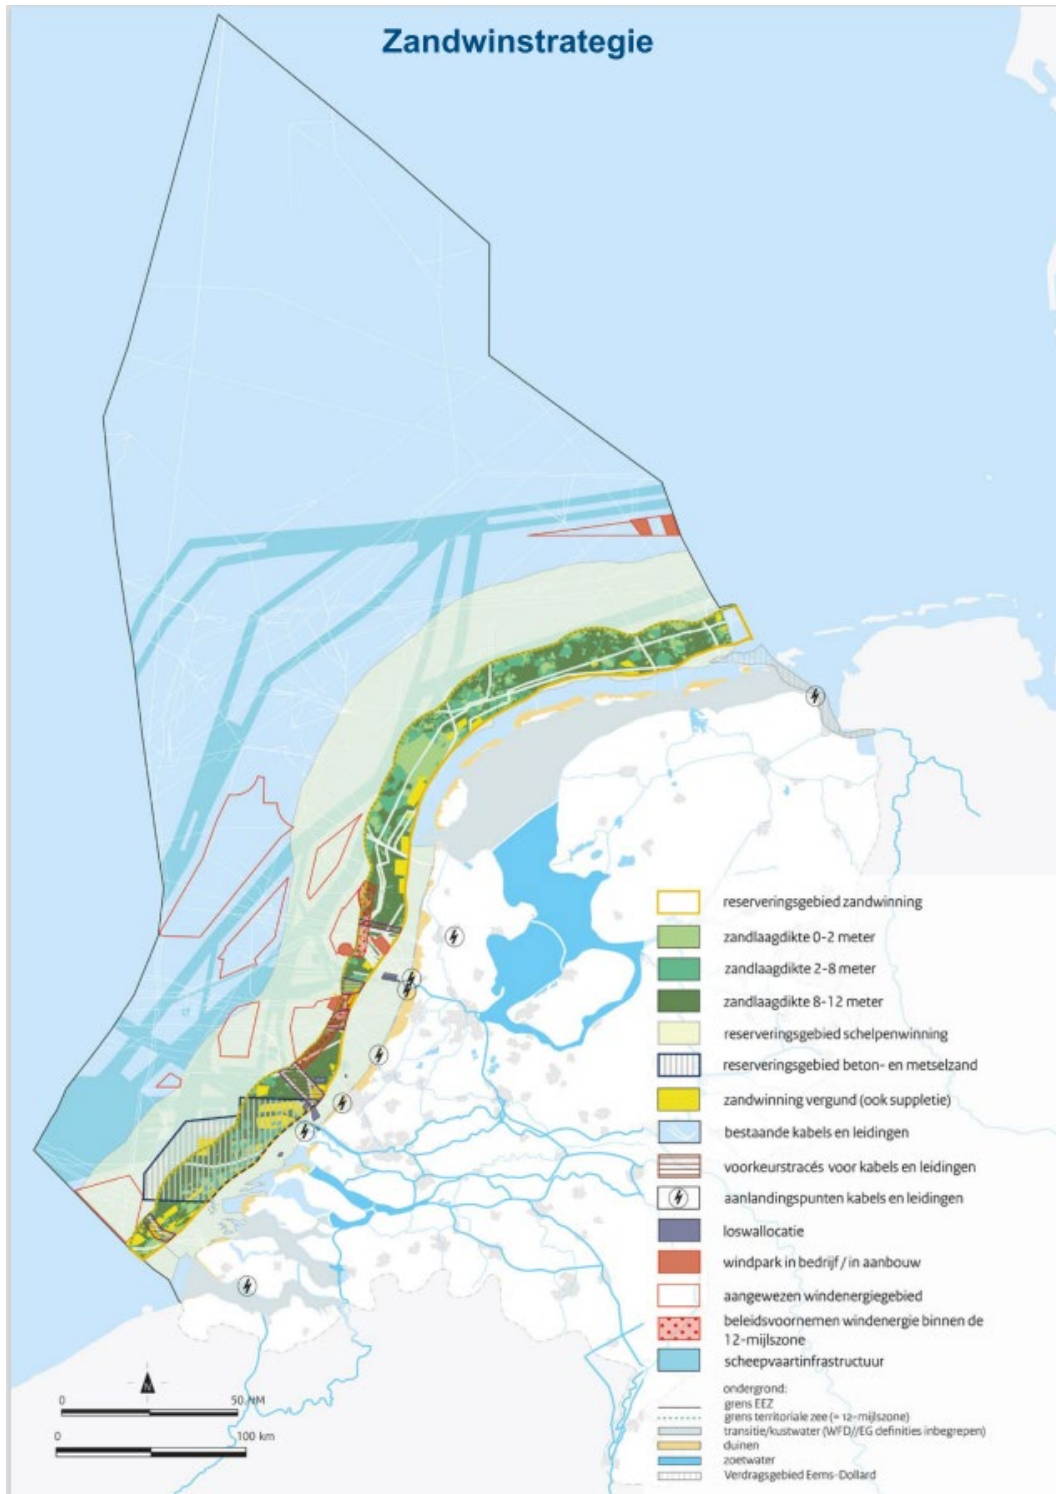 Zandwinstrategie
reserveringsgebied zandwinning
zandlaagdikte 0-2 meter
zandlaagdikte 2-8 meter
zandlaagdikte 8-12 meter
reserveringsgebied schelpenwinning
reserveringsgebied beton- en metselzand
zandwinning vergund (ook suppletie)
bestaande kabels en leidingen
voorkeurstracés voor kabels en leidingen
aanlandingspunten kabels en leidingen
loswallocatie
windpark in bedrijf / in aanbouw
aangewezen windenergiegebied
beleidsvoornemen windenergie binnen de
12-mijlszone
scheepvaartinfrastructuur
ondergrond:
grens EEZ
grens territoriale zee (= 12-mijlszone)
transitie/kustwater (WFD//EG definities inbegrepen)
duinen
zoetwater
Verdragsgebied Eems-Dollard
N
0 50 NM
0 100 km